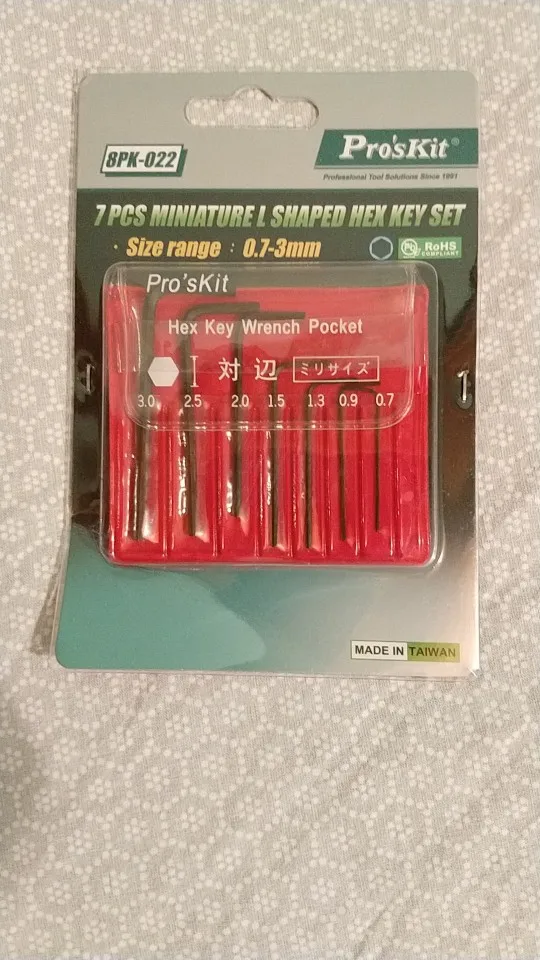 8PK-022
Pro'sKit®
Professional Tool Solutions Since 1991
7 PCS MINIATURE L SHAPED HEX KEY SET
· Size range : 0.7-3mm
Pb
RoHS
COMPLIANT
Pro'sKit
Hex Key Wrench Pocket
対辺 ミリサイズ
3.0 2.5 2.0 1.5 1.3 0.9 0.7
MADE IN TAIWAN